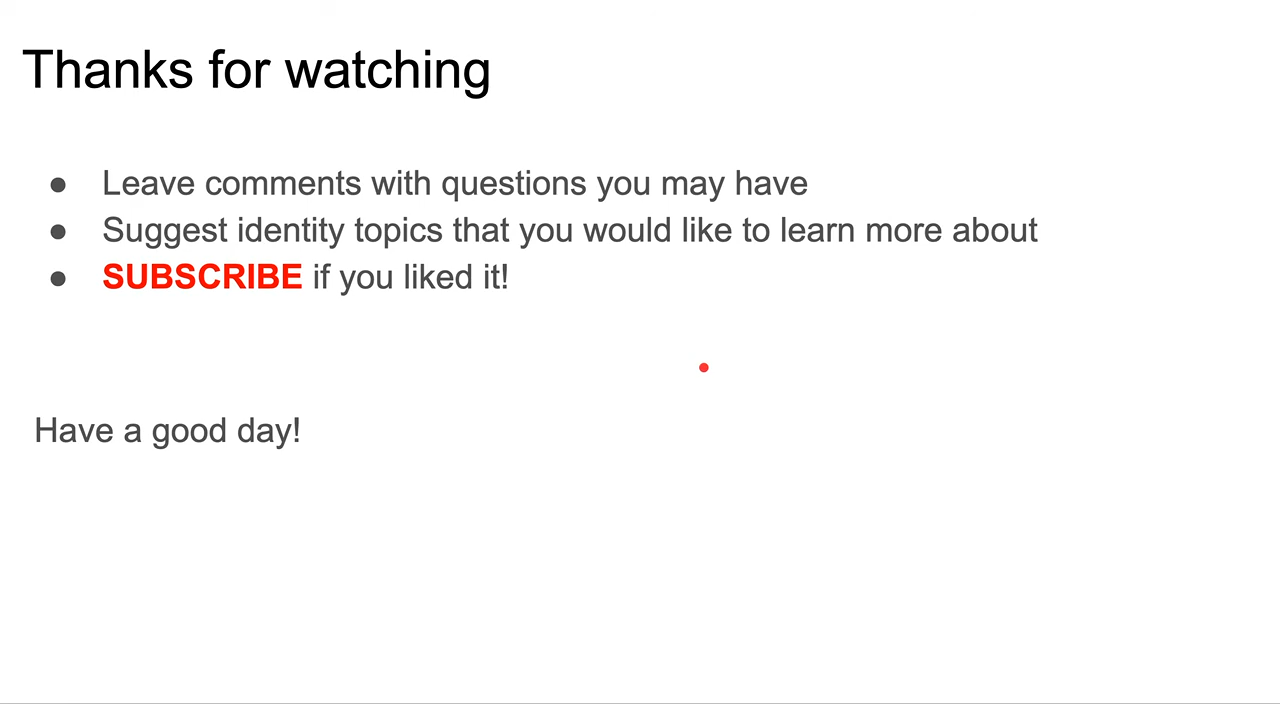 Thanks for watching
● Leave comments with questions you may have
● Suggest identity topics that you would like to learn more about
● SUBSCRIBE if you liked it!
Have a good day!